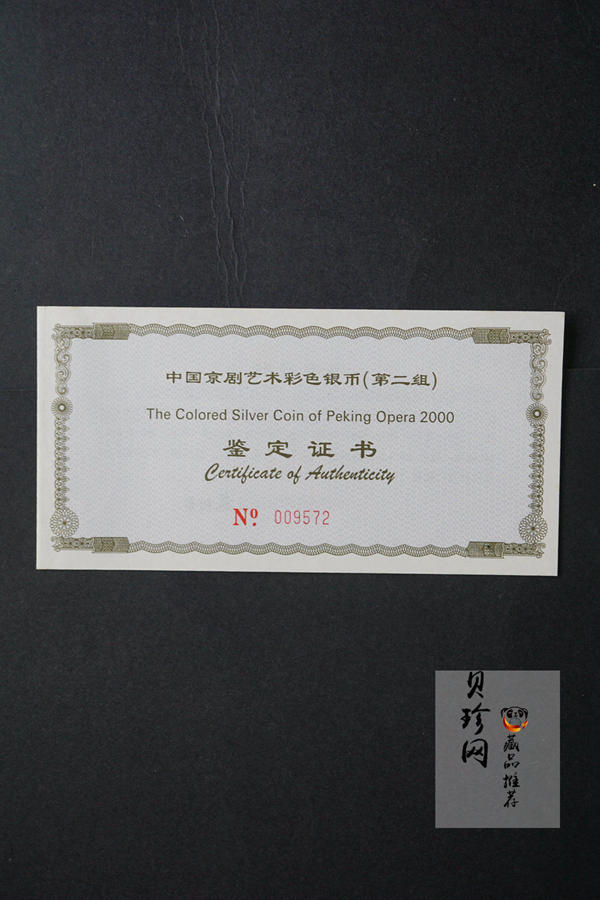 中国京剧艺术彩色银币(第二组)
The Colored Silver Coin of Peking Opera 2000
鉴定证书
Certificate of Authenticity
Nº. 009572
贝珍网
藏品推荐